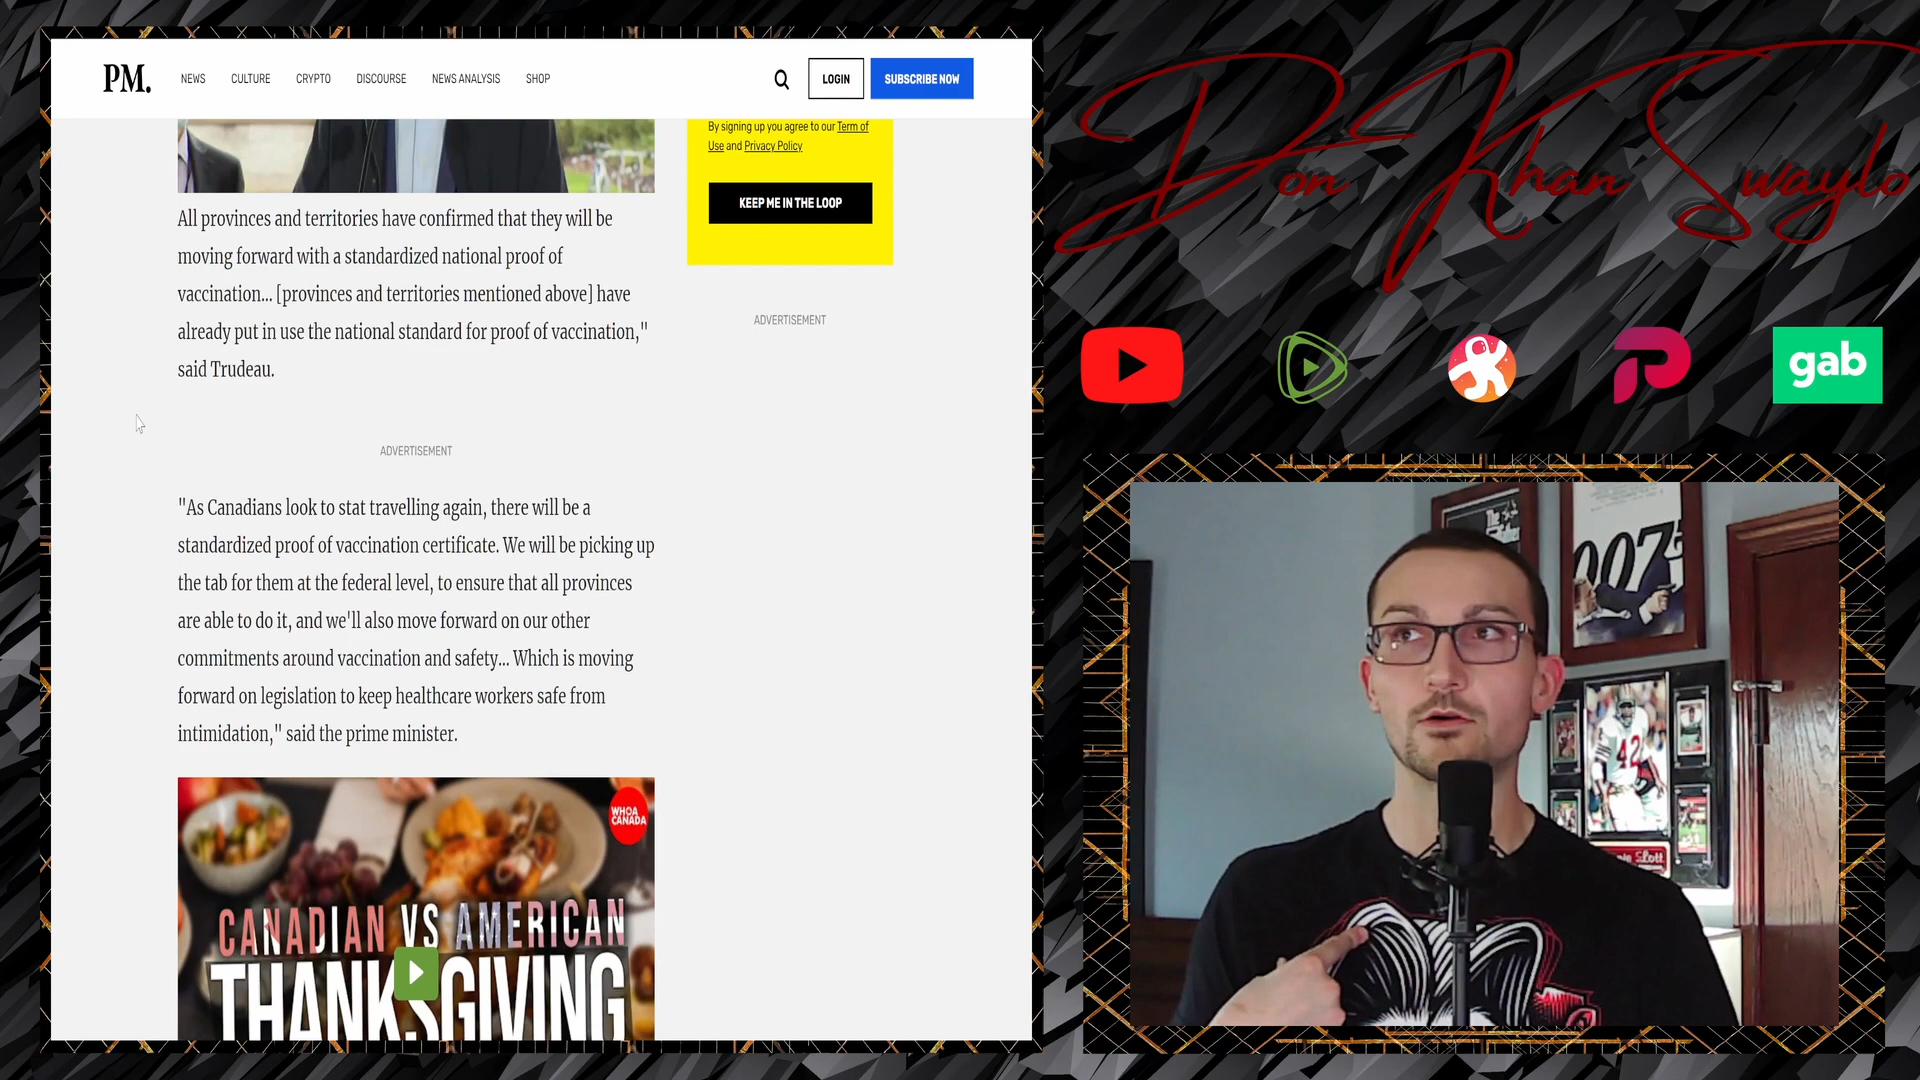 PM.
NEWS CULTURE CRYPTO DISCOURSE NEWS ANALYSIS SHOP
LOGIN
SUBSCRIBE NOW
By signing up you agree to our Term of
Use and Privacy Policy
KEEP ME IN THE LOOP
ADVERTISEMENT
All provinces and territories have confirmed that they will be
moving forward with a standardized national proof of
vaccination... [provinces and territories mentioned above] have
already put in use the national standard for proof of vaccination,"
said Trudeau.
ADVERTISEMENT
"As Canadians look to stat travelling again, there will be a
standardized proof of vaccination certificate. We will be picking up
the tab for them at the federal level, to ensure that all provinces
are able to do it, and we'll also move forward on our other
commitments around vaccination and safety... Which is moving
forward on legislation to keep healthcare workers safe from
intimidation," said the prime minister.
WHOA
CANADA
CANADIAN VS AMERICAN
THANKSGIVING
Don Khan Swaylo
gab
007
42